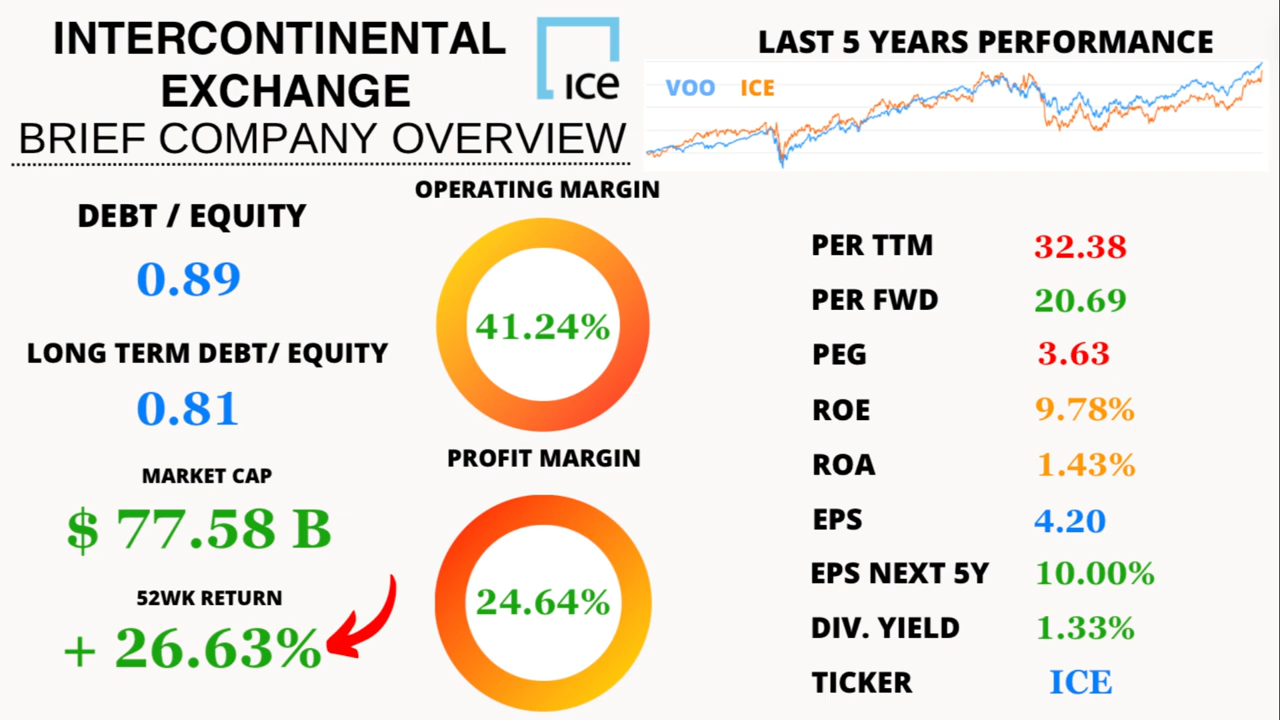 INTERCONTINENTAL
EXCHANGE
BRIEF COMPANY OVERVIEW
ice
LAST 5 YEARS PERFORMANCE
VOO ICE
DEBT / EQUITY
0.89
LONG TERM DEBT/ EQUITY
0.81
MARKET CAP
$ 77.58 B
52WK RETURN
+ 26.63%
OPERATING MARGIN
41.24%
PROFIT MARGIN
24.64%
PER TTM 32.38
PER FWD 20.69
PEG 3.63
ROE 9.78%
ROA 1.43%
EPS 4.20
EPS NEXT 5Y 10.00%
DIV. YIELD 1.33%
TICKER ICE